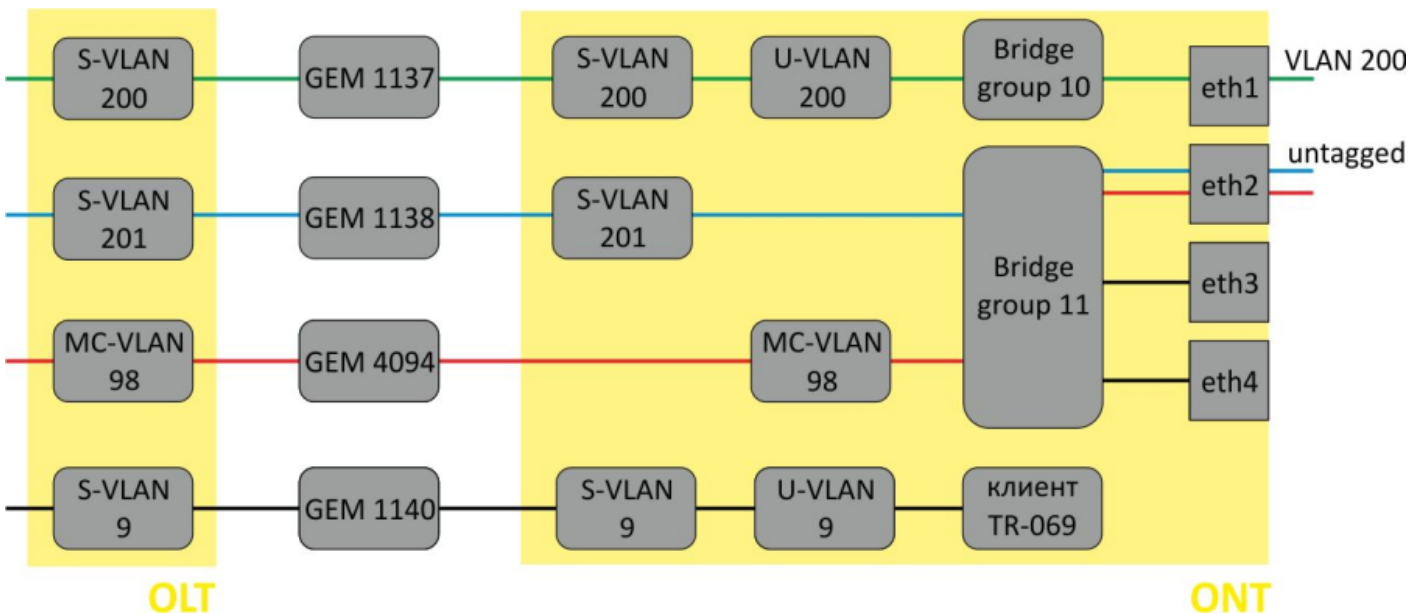 S-VLAN
200
GEM 1137
S-VLAN
200
U-VLAN
200
Bridge
group 10
eth1
VLAN 200
S-VLAN
201
GEM 1138
S-VLAN
201
Bridge
group 11
eth2
untagged
eth3
MC-VLAN
98
GEM 4094
MC-VLAN
98
eth4
S-VLAN
9
GEM 1140
S-VLAN
9
U-VLAN
9
клиент
TR-069
OLT
ONT